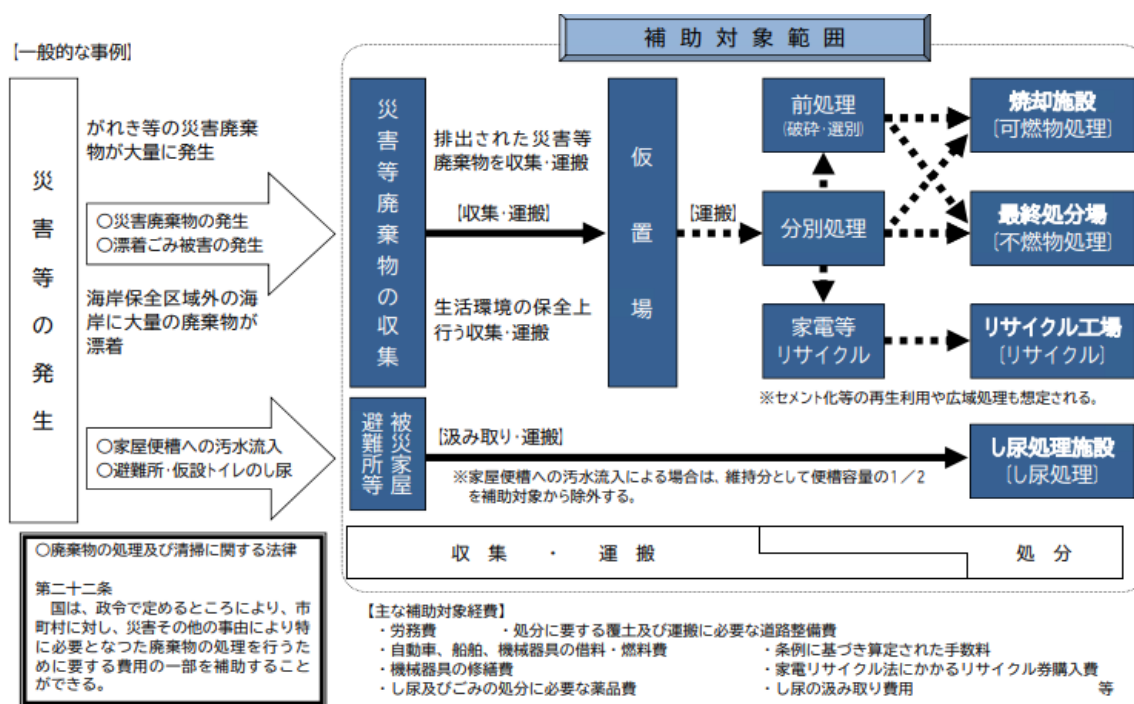 補助対象範囲
【一般的な事例】
災害等の発生
がれき等の災害廃棄
物が大量に発生
○災害廃棄物の発生
○漂着ごみ被害の発生
海岸保全区域外の海
岸に大量の廃棄物が
漂着
○家屋便槽への汚水流入
○避難所・仮設トイレのし尿
災害等廃棄物の収集
排出された災害等
廃棄物を収集・運搬
【収集・運搬】
生活環境の保全上
行う収集・運搬
仮置場
【運搬】
前処理
(破砕・選別)
分別処理
家電等
リサイクル
焼却施設
〔可燃物処理〕
最終処分場
〔不燃物処理〕
リサイクル工場
〔リサイクル〕
※セメント化等の再生利用や広域処理も想定される。
被災家屋
避難所等
【汲み取り・運搬】
※家屋便槽への汚水流入による場合は、維持分として便槽容量の1/2
を補助対象から除外する。
し尿処理施設
〔し尿処理〕
収集・運搬
処分
○廃棄物の処理及び清掃に関する法律
第二十二条
国は、政令で定めるところにより、市
町村に対し、災害その他の事由により特
に必要となつた廃棄物の処理を行う
ために要する費用の一部を補助すること
ができる。
【主な補助対象経費】
・労務費 ・処分に要する覆土及び運搬に必要な道路整備費
・自動車、船舶、機械器具の借料・燃料費 ・条例に基づき算定された手数料
・機械器具の修繕費 ・家電リサイクル法にかかるリサイクル券購入費
・し尿及びごみの処分に必要な薬品費 ・し尿の汲み取り費用 等